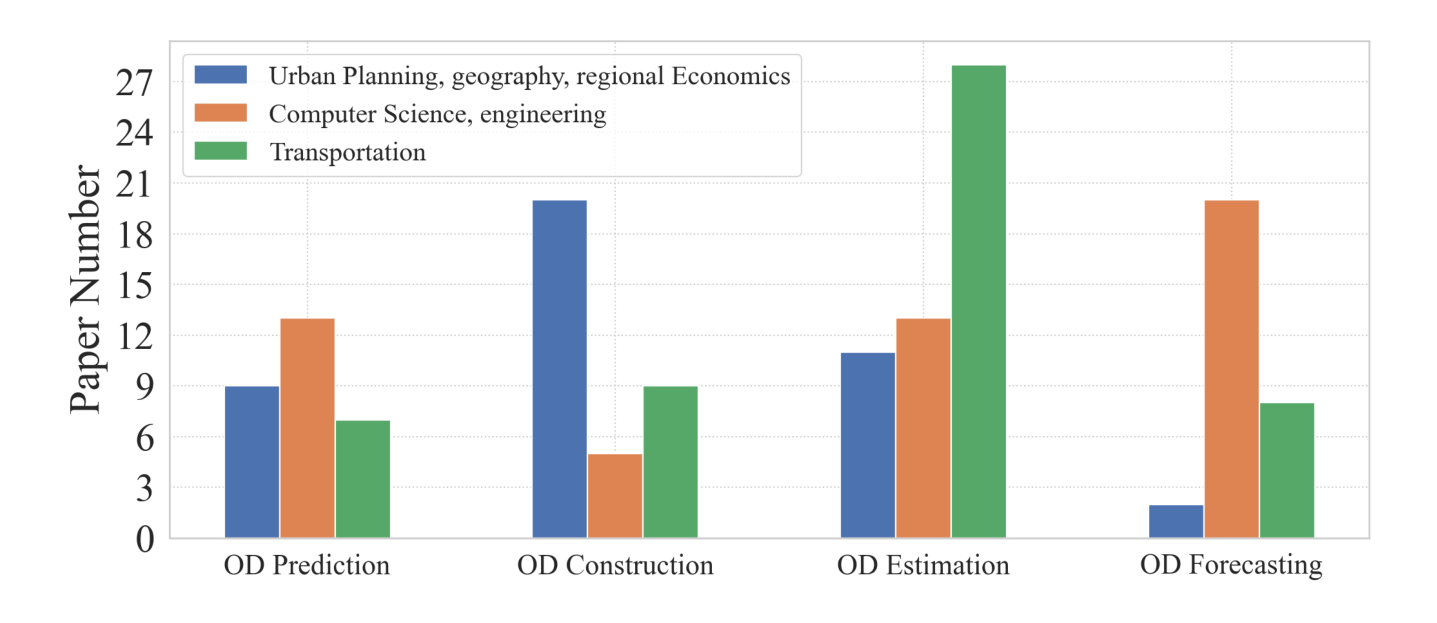 Urban Planning, geography, regional Economics
Computer Science, engineering
Transportation
Paper Number
27
24
21
18
15
12
9
6
3
0
OD Prediction
OD Construction
OD Estimation
OD Forecasting